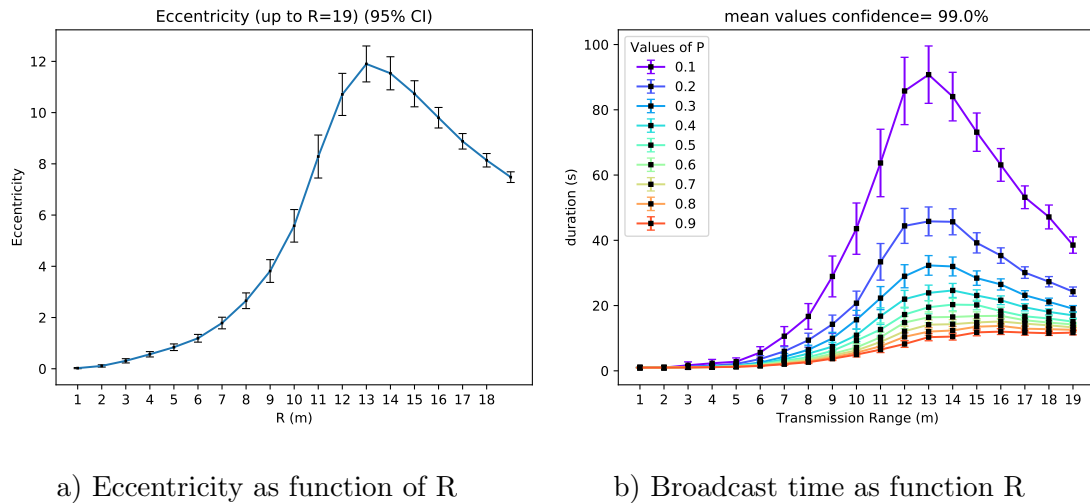 Eccentricity (up to R=19) (95% CI)
12
10
8
6
4
2
0
Eccentricity
1 2 3 4 5 6 7 8 9 10 11 12 13 14 15 16 17 18
R (m)
a) Eccentricity as function of R
mean values confidence= 99.0%
100
80
60
40
20
0
duration (s)
Values of P
0.1
0.2
0.3
0.4
0.5
0.6
0.7
0.8
0.9
1 2 3 4 5 6 7 8 9 10 11 12 13 14 15 16 17 18 19
Transmission Range (m)
b) Broadcast time as function R